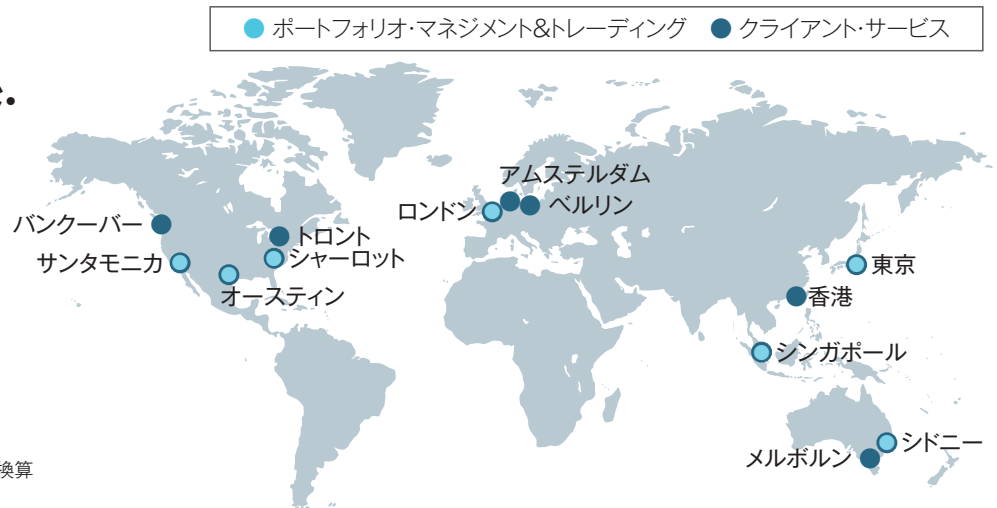 ポートフォリオ・マネジメント&トレーディング クライアント・サービス
アムステルダム
ロンドン
ベルリン
バンクーバー
トロント
サンタモニカ
シャーロット
オースティン
東京
香港
シンガポール
シドニー
メルボルン
換算